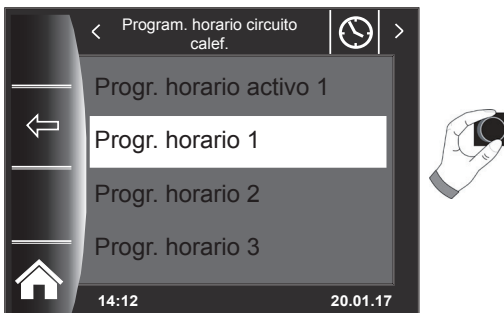 Program. horario circuito
calef.
Progr. horario activo 1
Progr. horario 1
Progr. horario 2
Progr. horario 3
14:12 20.01.17